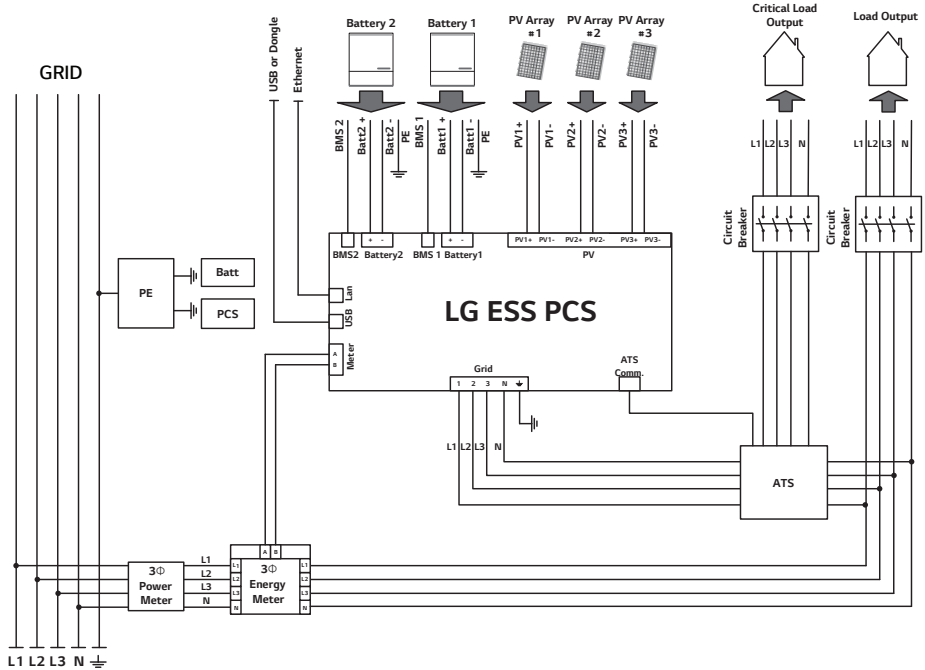 Critical Load
Output
Load Output
Battery 2
Battery 1
PV Array
#1
PV Array
#2
PV Array
#3
GRID
USB or Dongle
Ethernet
BMS 2
Batt2 +
Batt2 -
PE
BMS 1
Batt1 +
Batt1 -
PE
PV1+
PV1-
PV2+
PV2-
PV3+
PV3-
L1 L2 L3 N
L1 L2 L3 N
Circuit
Breaker
Circuit
Breaker
+ -
+ -
PV1+ PV1- PV2+ PV2- PV3+ PV3-
BMS2 Battery2 BMS 1 Battery1 PV
PE
Batt
PCS
Lan
USB
Meter
A
B
LG ESS PCS
Grid
1 2 3 N
ATS
Comm.
L1 L2 L3 N
ATS
A B
3Φ
Power
Meter
L1
L2
L3
N
L1
L2
L3
N
3Φ
Energy
Meter
L1
L2
L3
N
L1 L2 L3 N